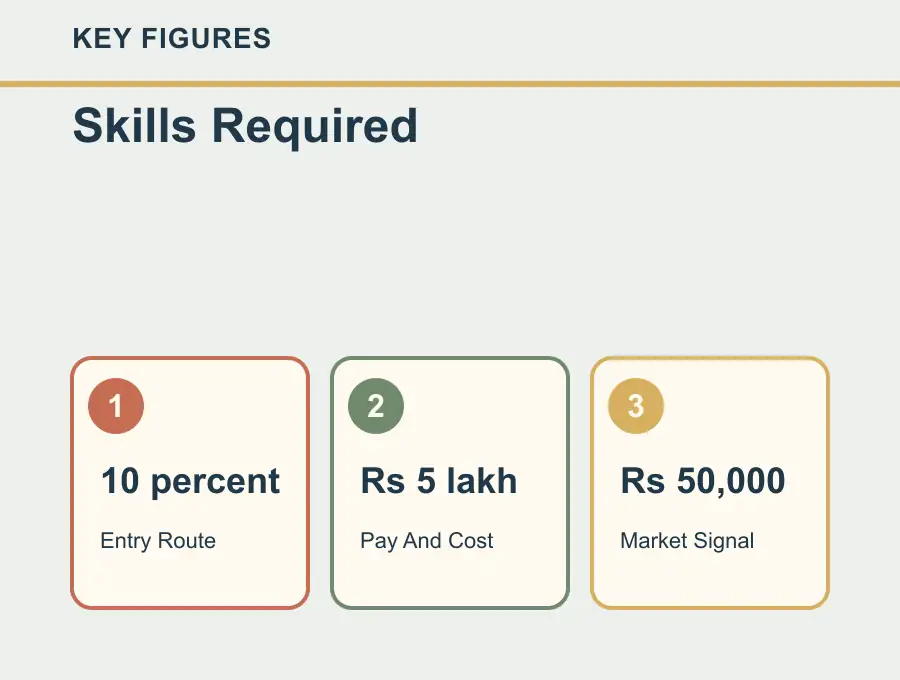 KEY FIGURES
Skills Required
1
10 percent
Entry Route
2
Rs 5 lakh
Pay And Cost
3
Rs 50,000
Market Signal